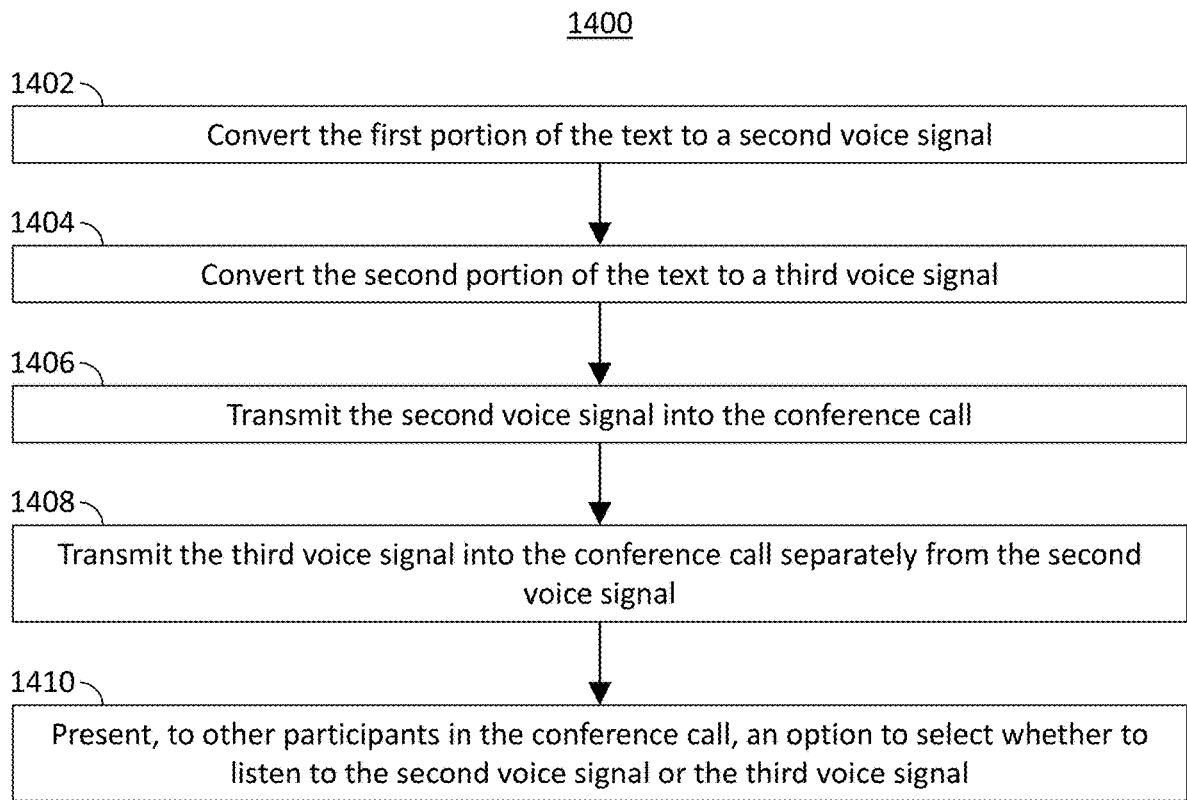 1400
1402
Convert the first portion of the text to a second voice signal
1404
Convert the second portion of the text to a third voice signal
1406
Transmit the second voice signal into the conference call
1408
Transmit the third voice signal into the conference call separately from the second
voice signal
1410
Present, to other participants in the conference call, an option to select whether to
listen to the second voice signal or the third voice signal